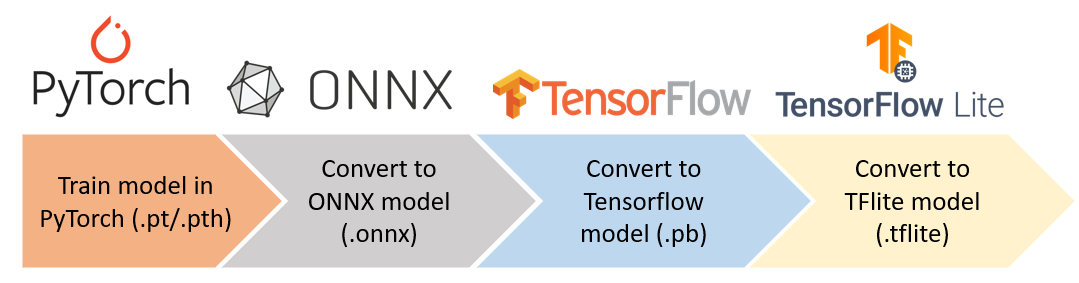 PyTorch
ONNX
TensorFlow
TensorFlow Lite
Train model in
PyTorch (.pt/.pth)
Convert to
ONNX model
(.onnx)
Convert to
Tensorflow
model (.pb)
Convert to
TFlite model
(.tflite)